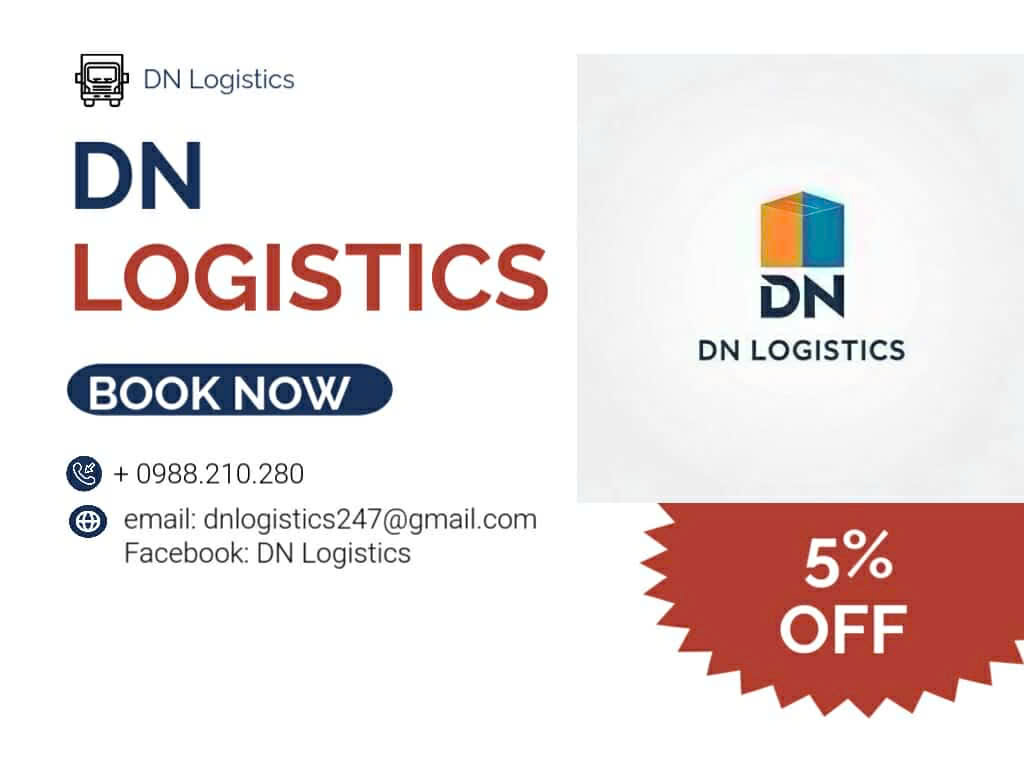 DN Logistics
DN
LOGISTICS
BOOK NOW
+ 0988.210.280
email: dnlogistics247@gmail.com
Facebook: DN Logistics
DN
DN LOGISTICS
5%
OFF